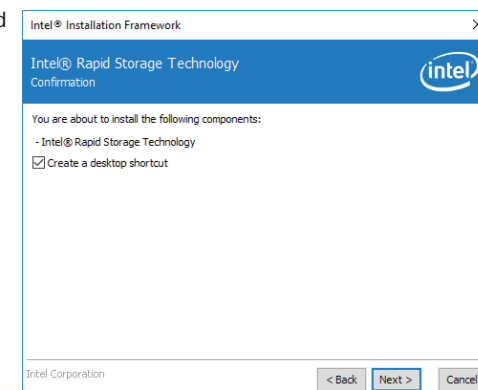 Intel® Installation Framework
Intel® Rapid Storage Technology
Confirmation
intel
You are about to install the following components:
- Intel® Rapid Storage Technology
Create a desktop shortcut
Intel Corporation
< Back
Next >
Cancel